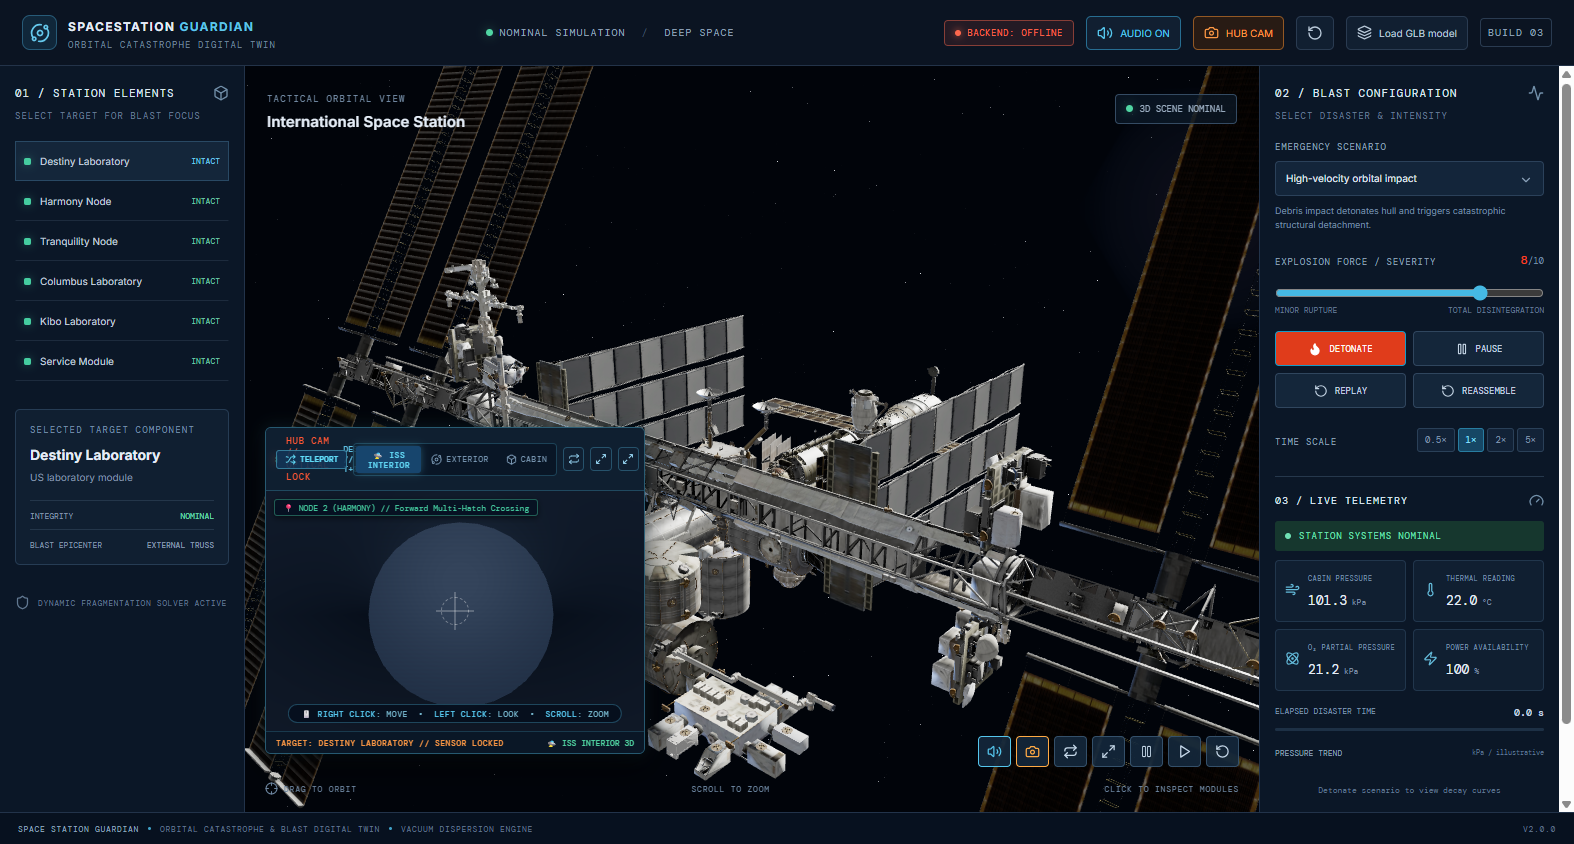 SPACESTATION GUARDIAN
ORBITAL CATASTROPHE DIGITAL TWIN
NOMINAL SIMULATION / DEEP SPACE
BACKEND: OFFLINE
AUDIO ON
HUB CAM
Load GLB model
BUILD 03
01 / STATION ELEMENTS
SELECT TARGET FOR BLAST FOCUS
Destiny Laboratory INTACT
Harmony Node INTACT
Tranquility Node INTACT
Columbus Laboratory INTACT
Kibo Laboratory INTACT
Service Module INTACT
SELECTED TARGET COMPONENT
Destiny Laboratory
US laboratory module
INTEGRITY NOMINAL
BLAST EPICENTER EXTERNAL TRUSS
DYNAMIC FRAGMENTATION SOLVER ACTIVE
TACTICAL ORBITAL VIEW
International Space Station
3D SCENE NOMINAL
HUB CAM
TELEPORT
LOCK
ISS
INTERIOR
EXTERIOR
CABIN
NODE 2 (HARMONY) // Forward Multi-Hatch Crossing
RIGHT CLICK: MOVE • LEFT CLICK: LOOK • SCROLL: ZOOM
TARGET: DESTINY LABORATORY // SENSOR LOCKED
ISS INTERIOR 3D
DRAG TO ORBIT
SCROLL TO ZOOM
CLICK TO INSPECT MODULES
02 / BLAST CONFIGURATION
SELECT DISASTER & INTENSITY
EMERGENCY SCENARIO
High-velocity orbital impact
Debris impact detonates hull and triggers catastrophic
structural detachment.
EXPLOSION FORCE / SEVERITY 8/10
MINOR RUPTURE TOTAL DISINTEGRATION
DETONATE
PAUSE
REPLAY
REASSEMBLE
TIME SCALE 0.5× 1× 2× 5×
03 / LIVE TELEMETRY
STATION SYSTEMS NOMINAL
CABIN PRESSURE
101.3 kPa
THERMAL READING
22.0 °C
O₂ PARTIAL PRESSURE
21.2 kPa
POWER AVAILABILITY
100 %
ELAPSED DISASTER TIME 0.0 s
PRESSURE TREND kPa / illustrative
Detonate scenario to view decay curves
SPACE STATION GUARDIAN • ORBITAL CATASTROPHE & BLAST DIGITAL TWIN • VACUUM DISPERSION ENGINE
V2.0.0